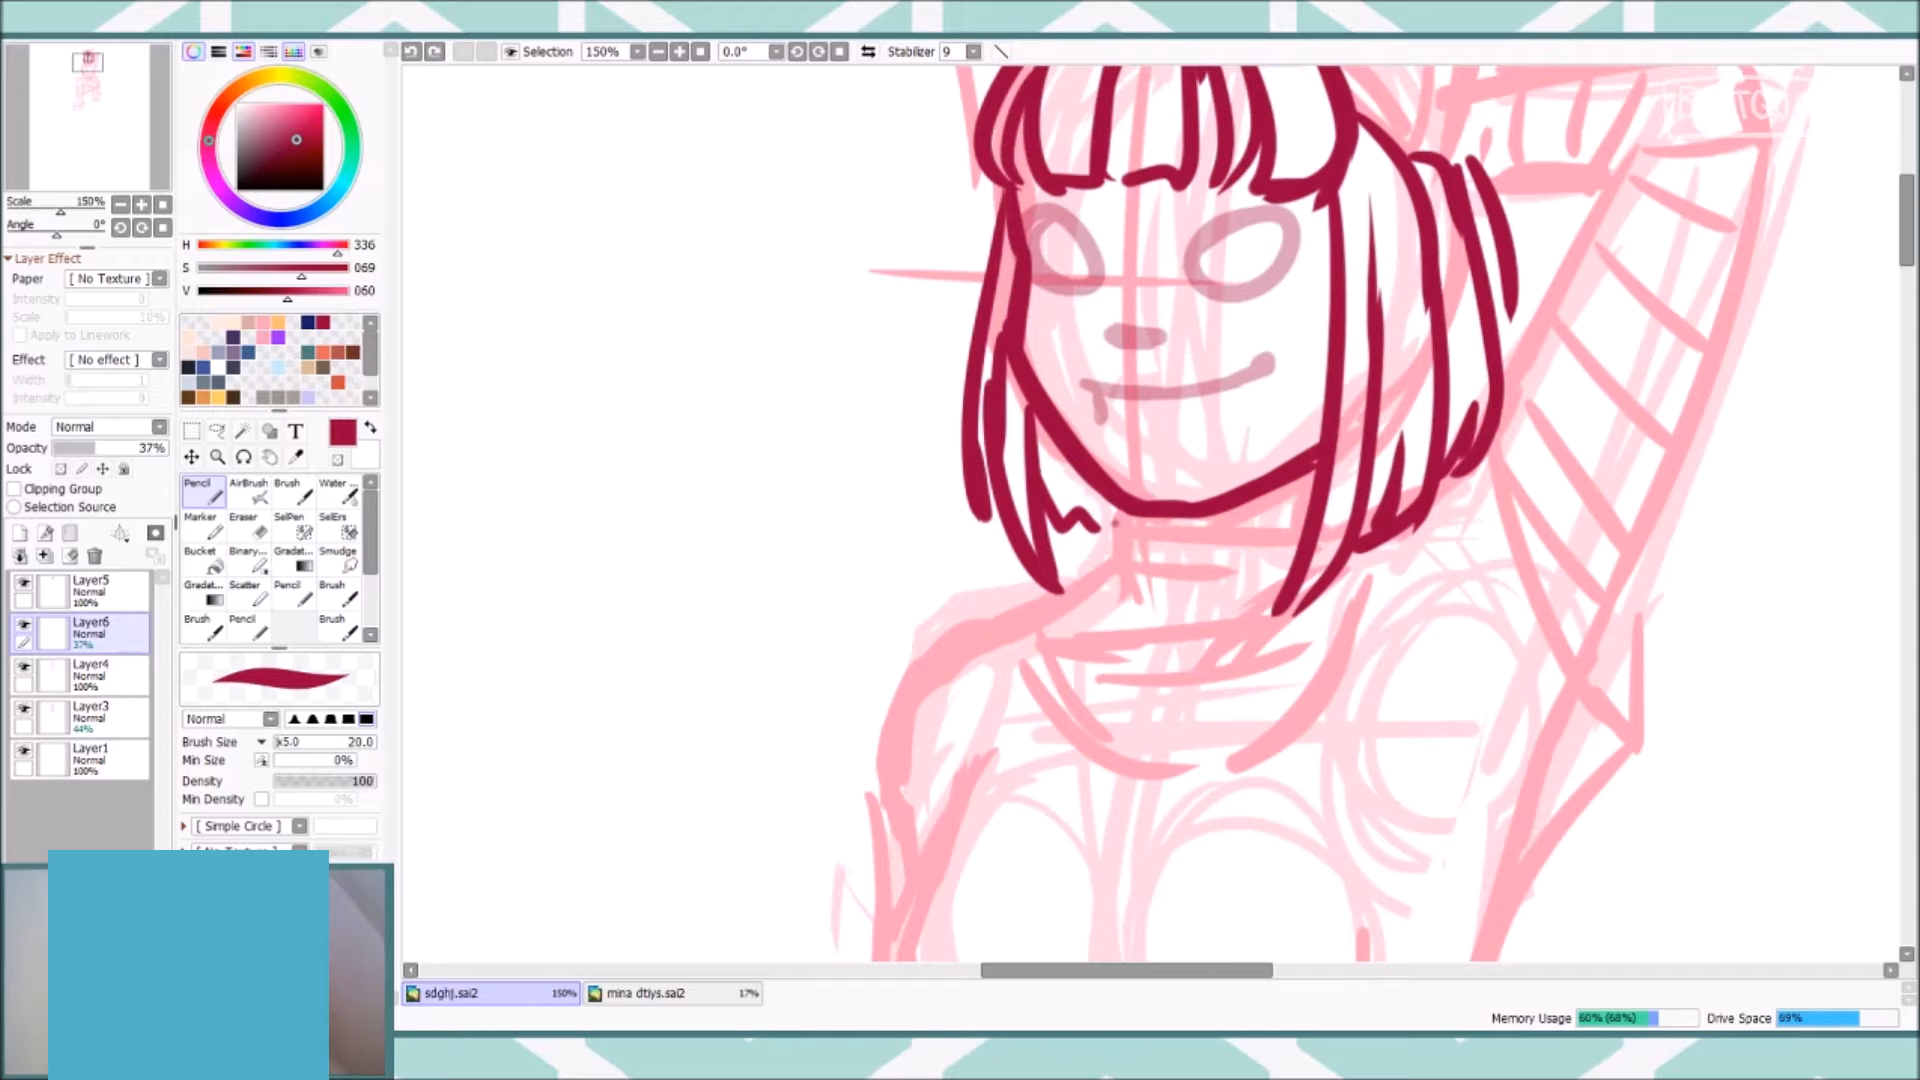 Selection 150% 0.0° Stabilizer 9
Scale 150%
Angle 0°
Layer Effect
Paper [ No Texture ]
Intensity 0
Scale 10%
Apply to Linework
Effect [ No effect ]
Width 1
Intensity 0
Mode Normal
Opacity 37%
Lock
Clipping Group
Selection Source
Layer5
Normal
100%
Layer6
Normal
37%
Layer4
Normal
100%
Layer3
Normal
44%
Layer1
Normal
100%
H 336
S 069
V 060
T
Pencil AirBrush Brush Water ...
Marker Eraser SelPen SelErs
Bucket Binary... Gradat... Smudge
Gradat... Scatter Pencil Brush
Brush Pencil Brush
Normal
Brush Size x5.0 20.0
Min Size 0%
Density 100
Min Density 0%
[ Simple Circle ]
sdghj.sai2 150% mina dtiys.sai2 17%
Memory Usage 60% (68%) Drive Space 69%